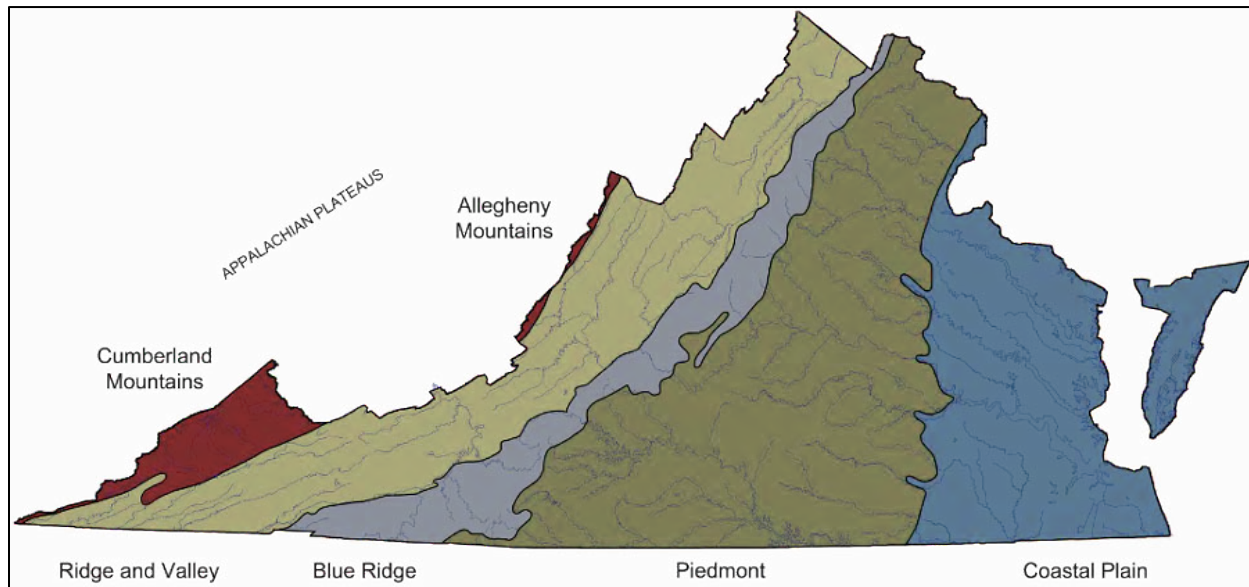 APPALACHIAN PLATEAUS
Allegheny
Mountains
Cumberland
Mountains
Ridge and Valley
Blue Ridge
Piedmont
Coastal Plain